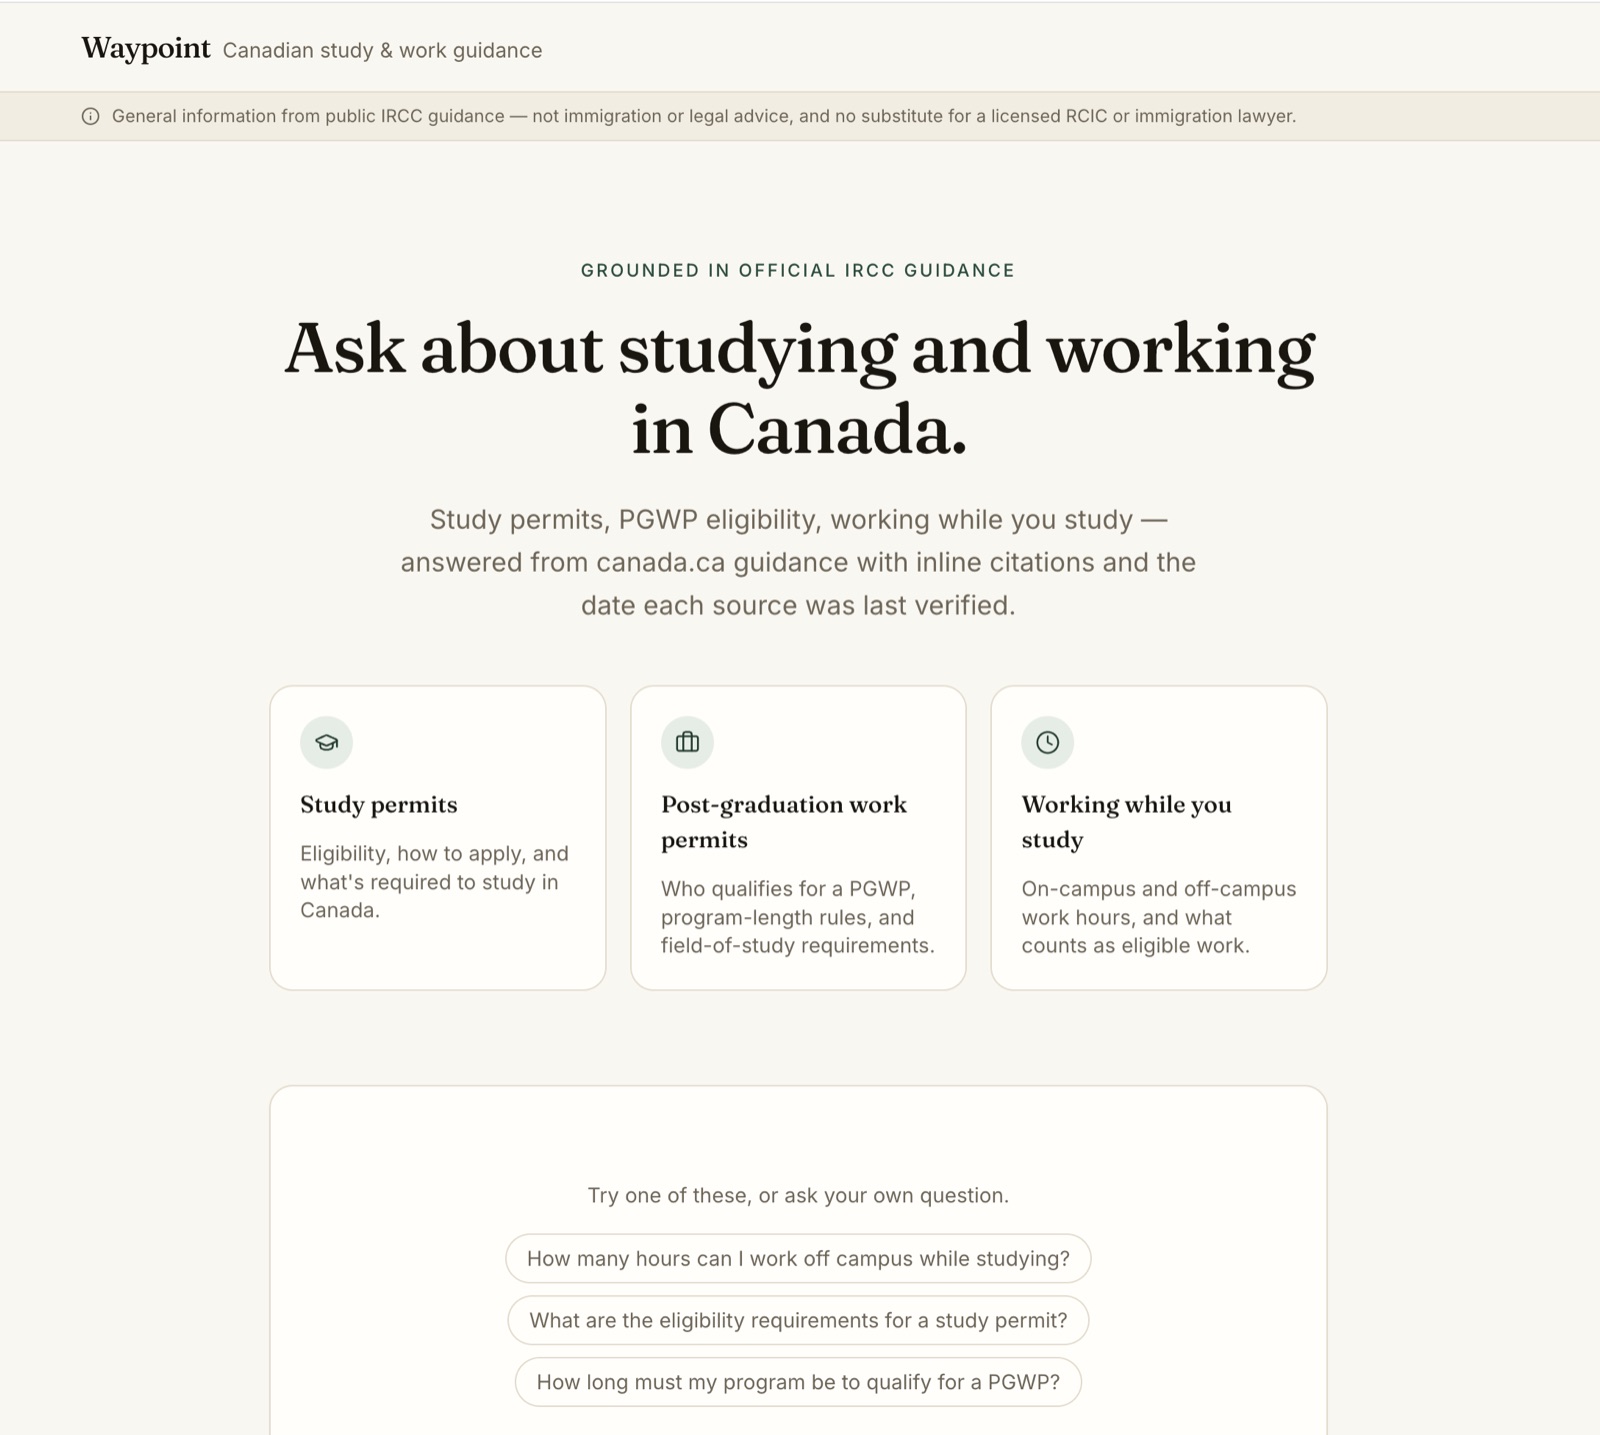 Waypoint Canadian study & work guidance
General information from public IRCC guidance — not immigration or legal advice, and no substitute for a licensed RCIC or immigration lawyer.
GROUNDED IN OFFICIAL IRCC GUIDANCE
Ask about studying and working
in Canada.
Study permits, PGWP eligibility, working while you study —
answered from canada.ca guidance with inline citations and the
date each source was last verified.
Study permits
Eligibility, how to apply, and
what's required to study in
Canada.
Post-graduation work
permits
Who qualifies for a PGWP,
program-length rules, and
field-of-study requirements.
Working while you
study
On-campus and off-campus
work hours, and what
counts as eligible work.
Try one of these, or ask your own question.
How many hours can I work off campus while studying?
What are the eligibility requirements for a study permit?
How long must my program be to qualify for a PGWP?